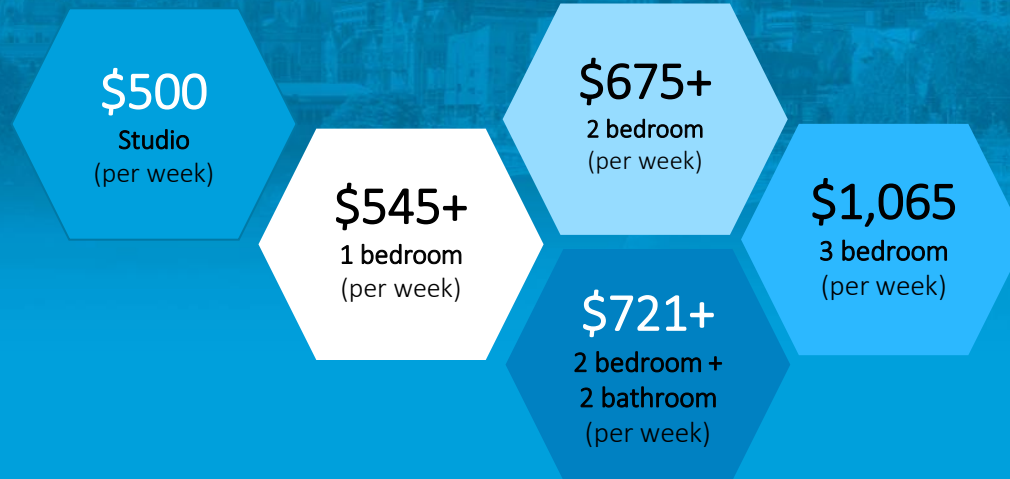 $500
Studio
(per week)
$545+
1 bedroom
(per week)
$675+
2 bedroom
(per week)
$721+
2 bedroom +
2 bathroom
(per week)
$1,065
3 bedroom
(per week)